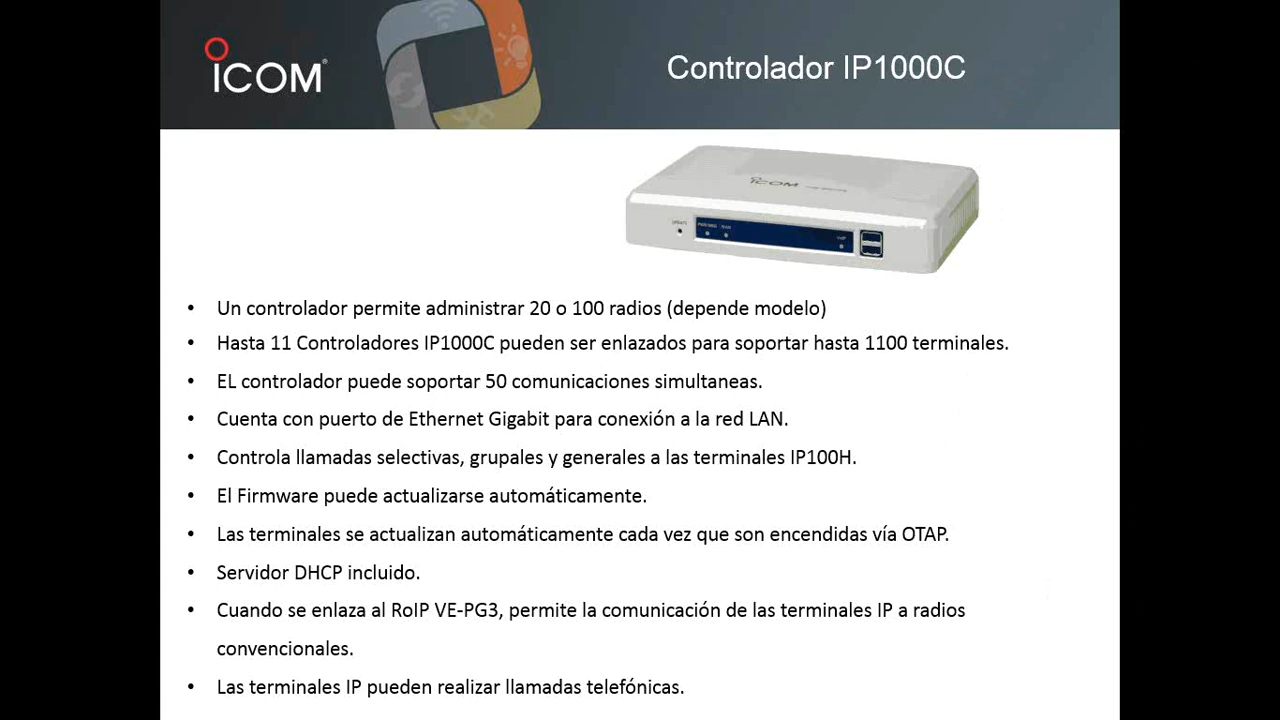 ICOM®
Controlador IP1000C
ICOM
• Un controlador permite administrar 20 o 100 radios (depende modelo)
• Hasta 11 Controladores IP1000C pueden ser enlazados para soportar hasta 1100 terminales.
• EL controlador puede soportar 50 comunicaciones simultaneas.
• Cuenta con puerto de Ethernet Gigabit para conexión a la red LAN.
• Controla llamadas selectivas, grupales y generales a las terminales IP100H.
• El Firmware puede actualizarse automáticamente.
• Las terminales se actualizan automáticamente cada vez que son encendidas vía OTAP.
• Servidor DHCP incluido.
• Cuando se enlaza al RoIP VE-PG3, permite la comunicación de las terminales IP a radios
convencionales.
• Las terminales IP pueden realizar llamadas telefónicas.